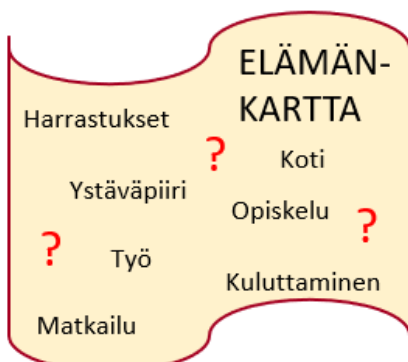 ELÄMÄN-
KARTTA
Harrastukset
?
Koti
Ystäväpiiri
Opiskelu
?
?
Työ
Kuluttaminen
Matkailu